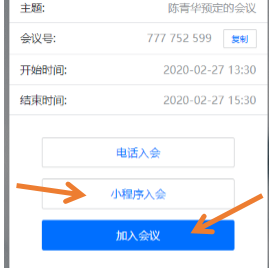 主题: 陈青华预定的会议
会议号: 777 752 599 复制
开始时间: 2020-02-27 13:30
结束时间: 2020-02-27 15:30
电话入会
小程序入会
加入会议